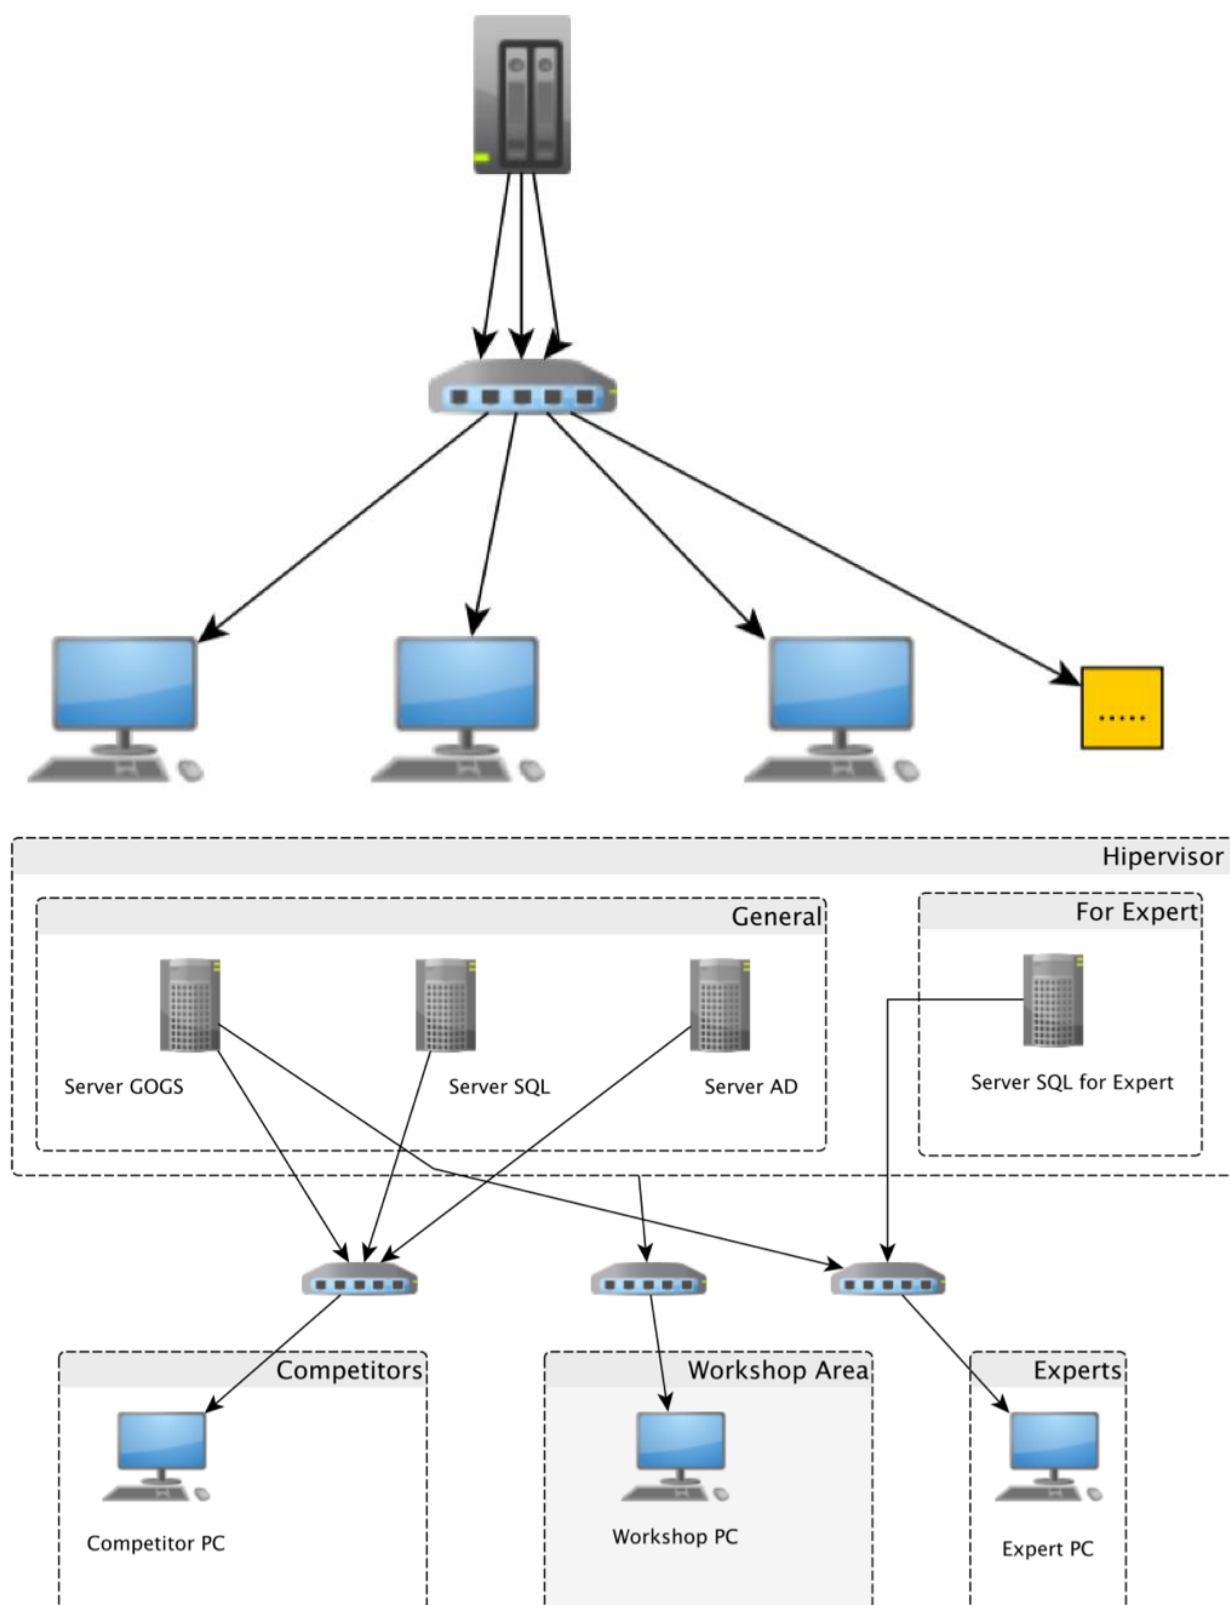 .....
Hipervisor
General
For Expert
Server GOGS
Server SQL
Server AD
Server SQL for Expert
Competitors
Workshop Area
Experts
Competitor PC
Workshop PC
Expert PC